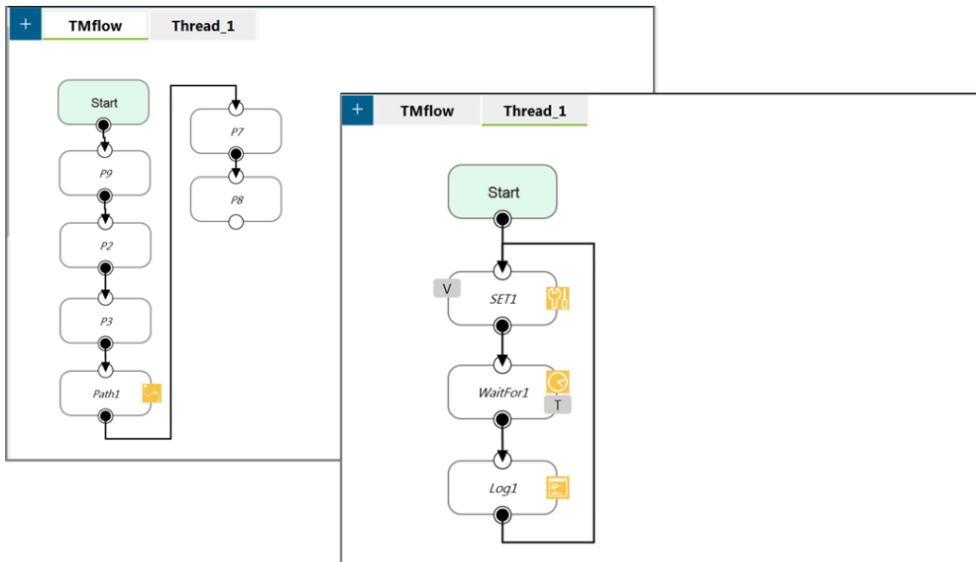 + TMflow Thread_1
Start
P9
P2
P3
Path1
P7
P8
+ TMflow Thread_1
Start
V
SET1
WaitFor1
T
Log1